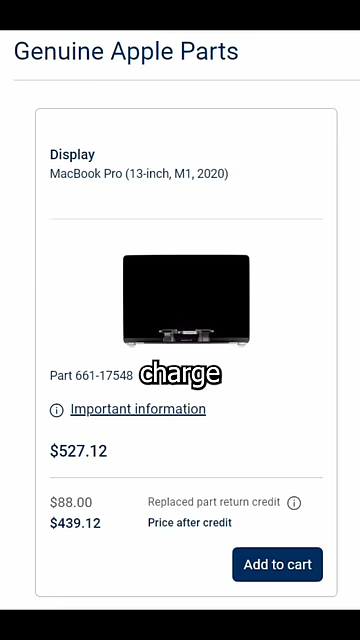 Genuine Apple Parts
Display
MacBook Pro (13-inch, M1, 2020)
Part 661-17548
charge
Important information
$527.12
$88.00 Replaced part return credit
$439.12 Price after credit
Add to cart